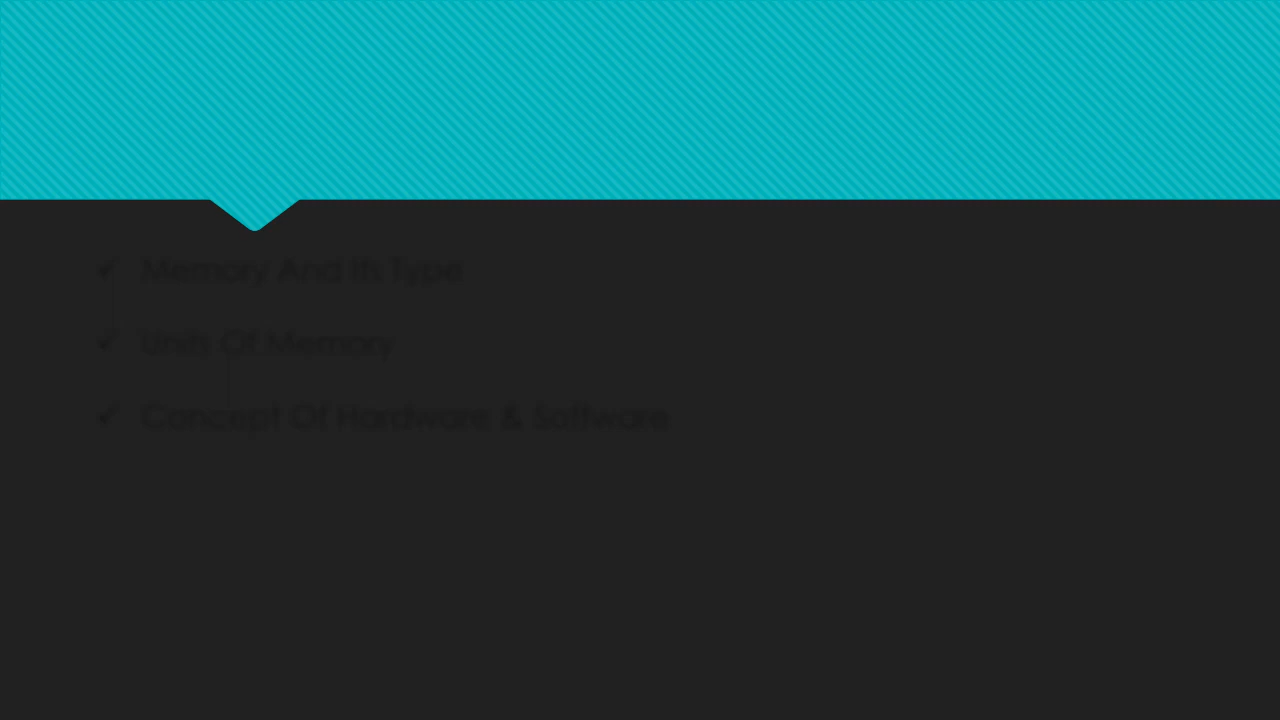 ✓ Memory And Its Type
✓ Units Of Memory
✓ Concept Of Hardware & Software